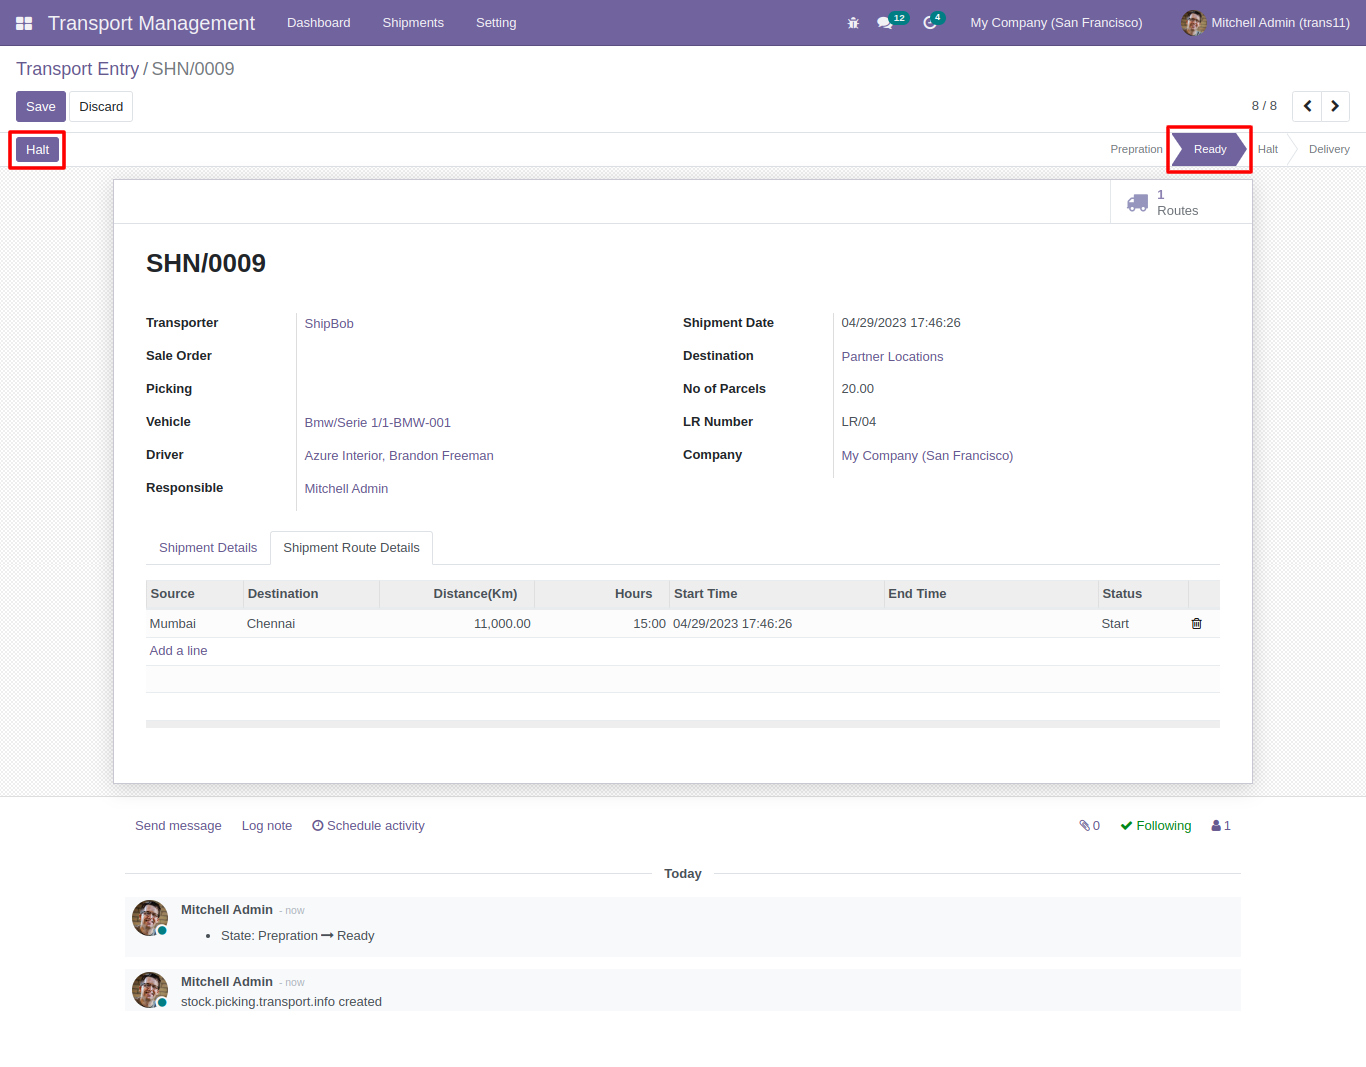 Transport Management Dashboard Shipments Setting 12 4 My Company (San Francisco) Mitchell Admin (trans11)
Transport Entry / SHN/0009
Save Discard 8 / 8
Halt Prepration Ready Halt Delivery
1
Routes
SHN/0009
Transporter ShipBob Shipment Date 04/29/2023 17:46:26
Sale Order Destination Partner Locations
Picking No of Parcels 20.00
Vehicle Bmw/Serie 1/1-BMW-001 LR Number LR/04
Driver Azure Interior, Brandon Freeman Company My Company (San Francisco)
Responsible Mitchell Admin
Shipment Details Shipment Route Details
Source Destination Distance(Km) Hours Start Time End Time Status
Mumbai Chennai 11,000.00 15:00 04/29/2023 17:46:26 Start
Add a line
Send message Log note Schedule activity 0 Following 1
Today
Mitchell Admin - now
• State: Prepration → Ready
Mitchell Admin - now
stock.picking.transport.info created